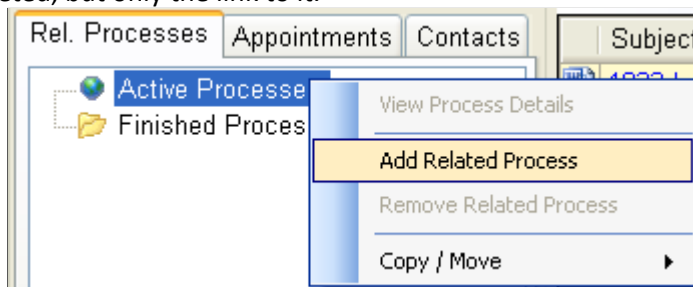 but only the link to it.
Rel. Processes Appointments Contacts Subject
Active Processe
View Process Details
Finished Proces
Add Related Process
Remove Related Process
Copy / Move